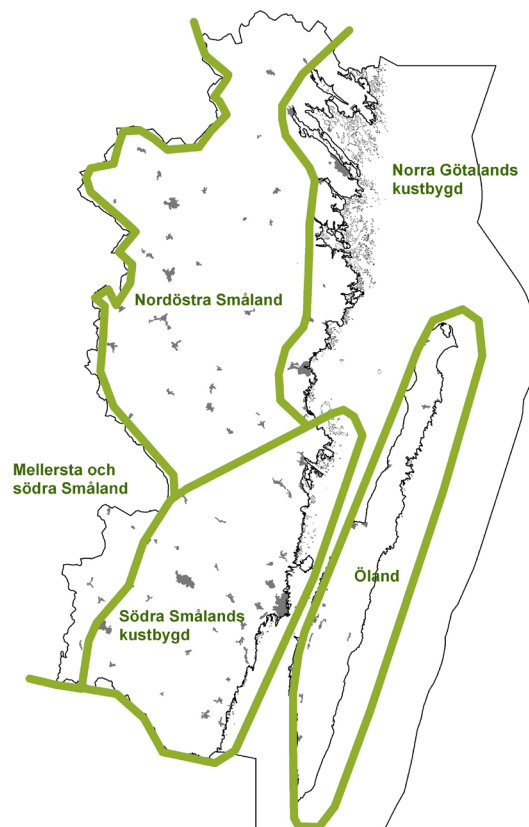 Norra Götalands
kustbygd
Nordöstra Småland
Mellersta och
södra Småland
Öland
Södra Smålands
kustbygd